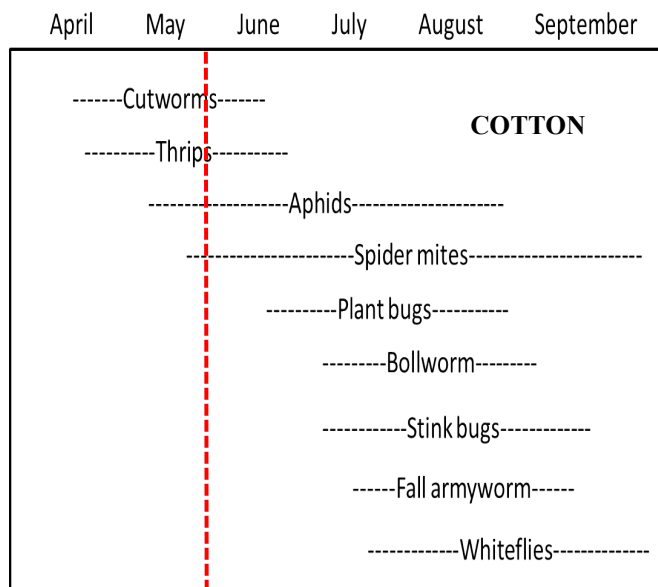 April May June July August September
-------Cutworms-------
COTTON
----------Thrips-----------
--------------------Aphids----------------------
------------------------Spider mites-------------------------
----------Plant bugs-----------
---------Bollworm---------
------------Stink bugs-------------
------Fall armyworm------
-------------Whiteflies--------------